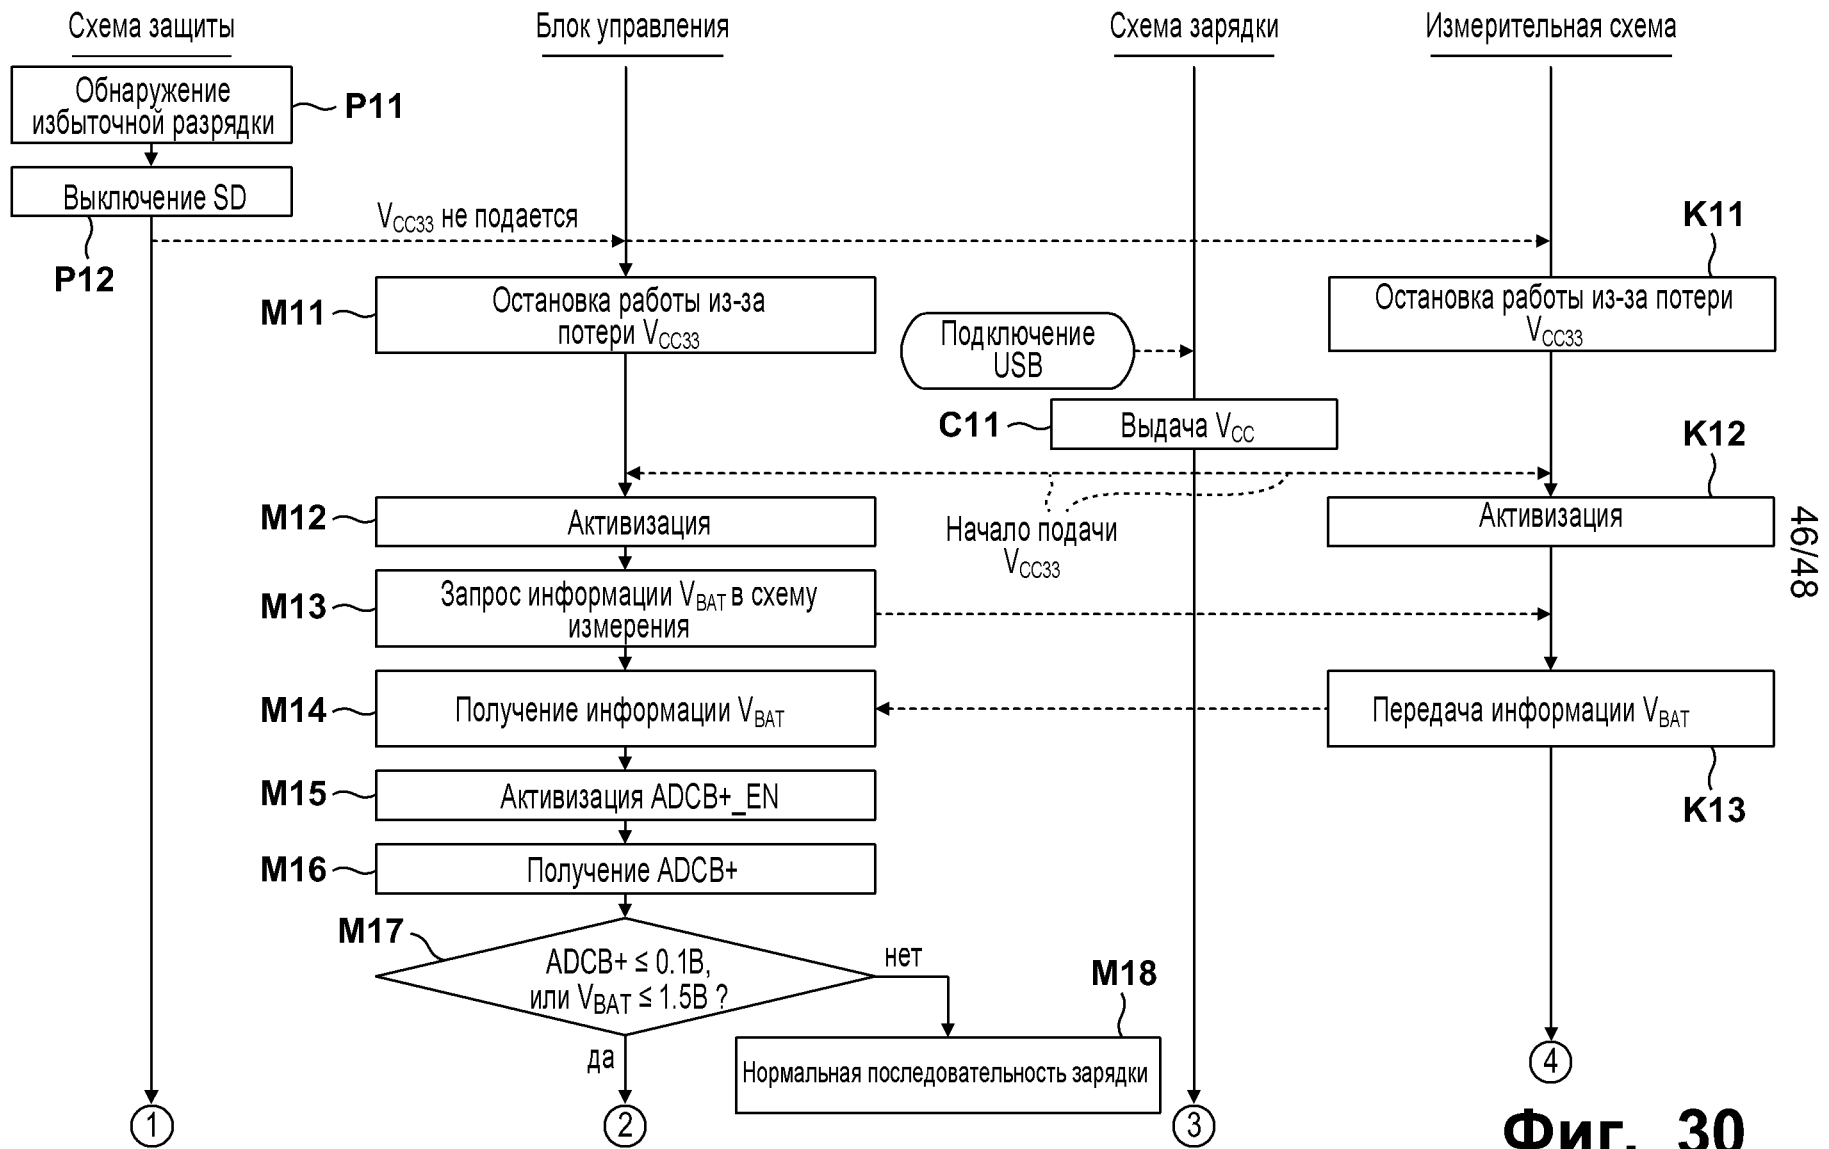 Схема защиты
Блок управления
Схема зарядки
Измерительная схема
Обнаружение
избыточной разрядки
P11
Выключение SD
P12
VCC33 не подается
K11
M11
Остановка работы из-за
потери VCC33
Остановка работы из-за потери
VCC33
Подключение
USB
C11
Выдача VCC
K12
M12
Активизация
Начало подачи
VCC33
Активизация
46/48
M13
Запрос информации VBAT в схему
измерения
M14
Получение информации VBAT
Передача информации VBAT
K13
M15
Активизация ADCB+_EN
M16
Получение ADCB+
M17
ADCB+ ≤ 0.1В,
или VBAT ≤ 1.5В ?
нет
да
M18
Нормальная последовательность зарядки
1
2
3
4
Фиг. 30